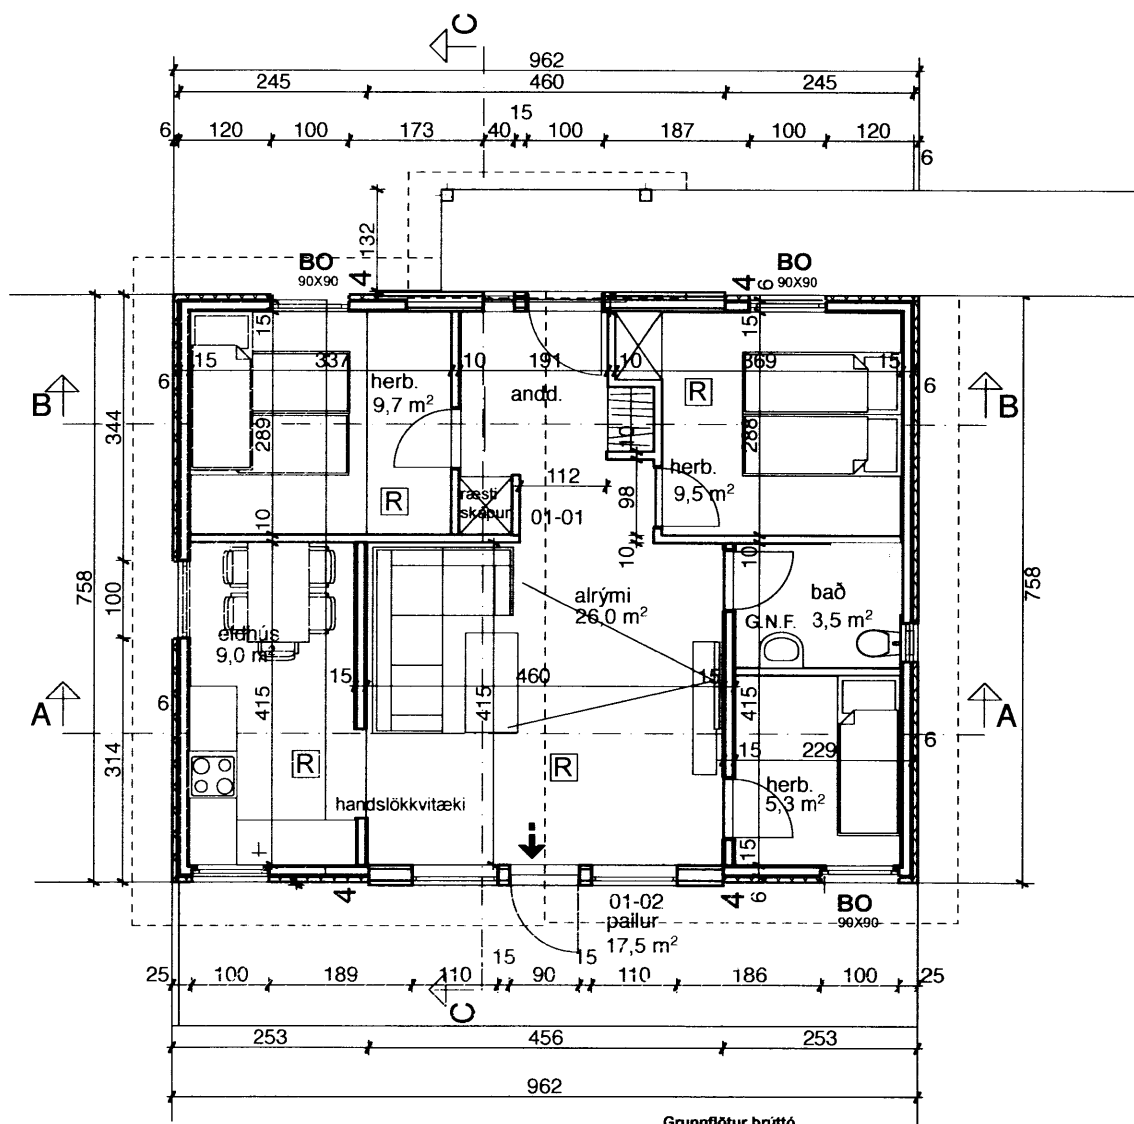 C
962
245 460 245
15
6 120 100 173 40 100 187 100 120 6
132
BO
90X90
4
BO
90X90
4 6
15 15
6 15 337 10 191 10 369 15 6
herb.
9,7 m²
andd.
R
B B
344
289 10 288
112
herb.
9,5 m²
98
R
ræsti
skápur
01-01
10 10 10
758 100 758
alrými
26,0 m²
bað
3,5 m²
G.N.F.
eldhús
9,0 m²
15 460 15
6 415 415 415
A A
314
6
15 229
R R
herb.
5,3 m²
handslökkvitæki
15
4 4 6
01-02
pallur
17,5 m²
BO
90X90
15 15
25 100 189 110 90 110 186 100 25
C
253 456 253
962
Grunnflötur brúttó